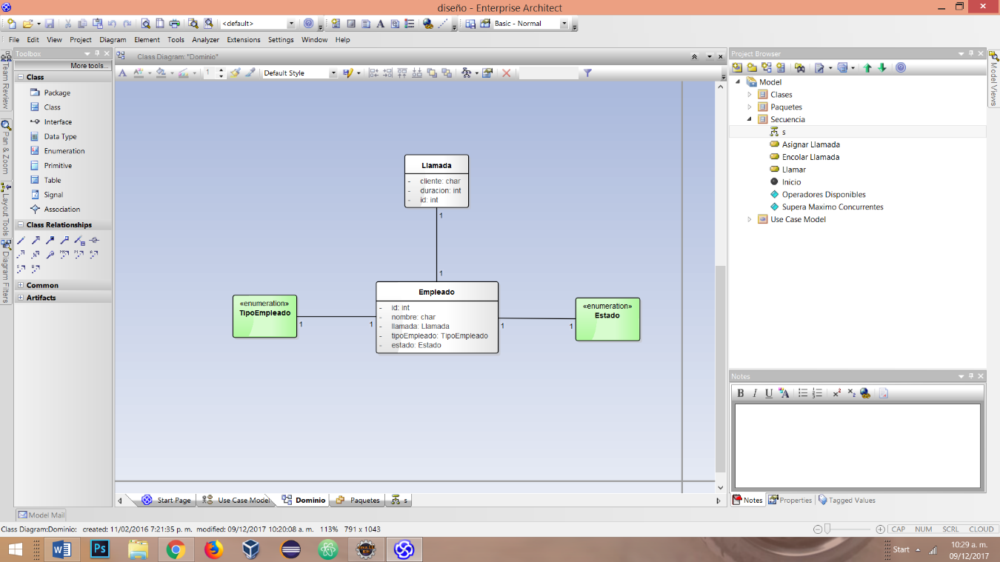 diseño - Enterprise Architect
<default>
Basic - Normal
File Edit View Project Diagram Element Tools Analyzer Extensions Settings Window Help
Toolbox
More tools...
Class
Package
Class
Interface
Data Type
Enumeration
Primitive
Table
Signal
Association
Class Relationships
Common
Artifacts
Team Review
Pan & Zoom
Layout Tools
Diagram Filters
Class Diagram: "Dominio"
1
Default Style
Llamada
- cliente: char
- duracion: int
- id: int
1
1
Empleado
- id: int
- nombre: char
- llamada: Llamada
- tipoEmpleado: TipoEmpleado
- estado: Estado
«enumeration»
TipoEmpleado
1
1
«enumeration»
Estado
1
1
Start Page Use Case Model Dominio Paquetes s
Project Browser
Model
Clases
Paquetes
Secuencia
s
Asignar Llamada
Encolar Llamada
Llamar
Inicio
Operadores Disponibles
Supera Maximo Concurrentes
Use Case Model
Model Views
Notes
B I U A x² x₂
Notes Properties Tagged Values
Model Mail
Class Diagram:Dominio: created: 11/02/2016 7:21:35 p. m. modified: 09/12/2017 10:20:08 a. m. 113% 791 x 1043
CAP NUM SCRL CLOUD
Ps
Start
10:29 a. m.
09/12/2017